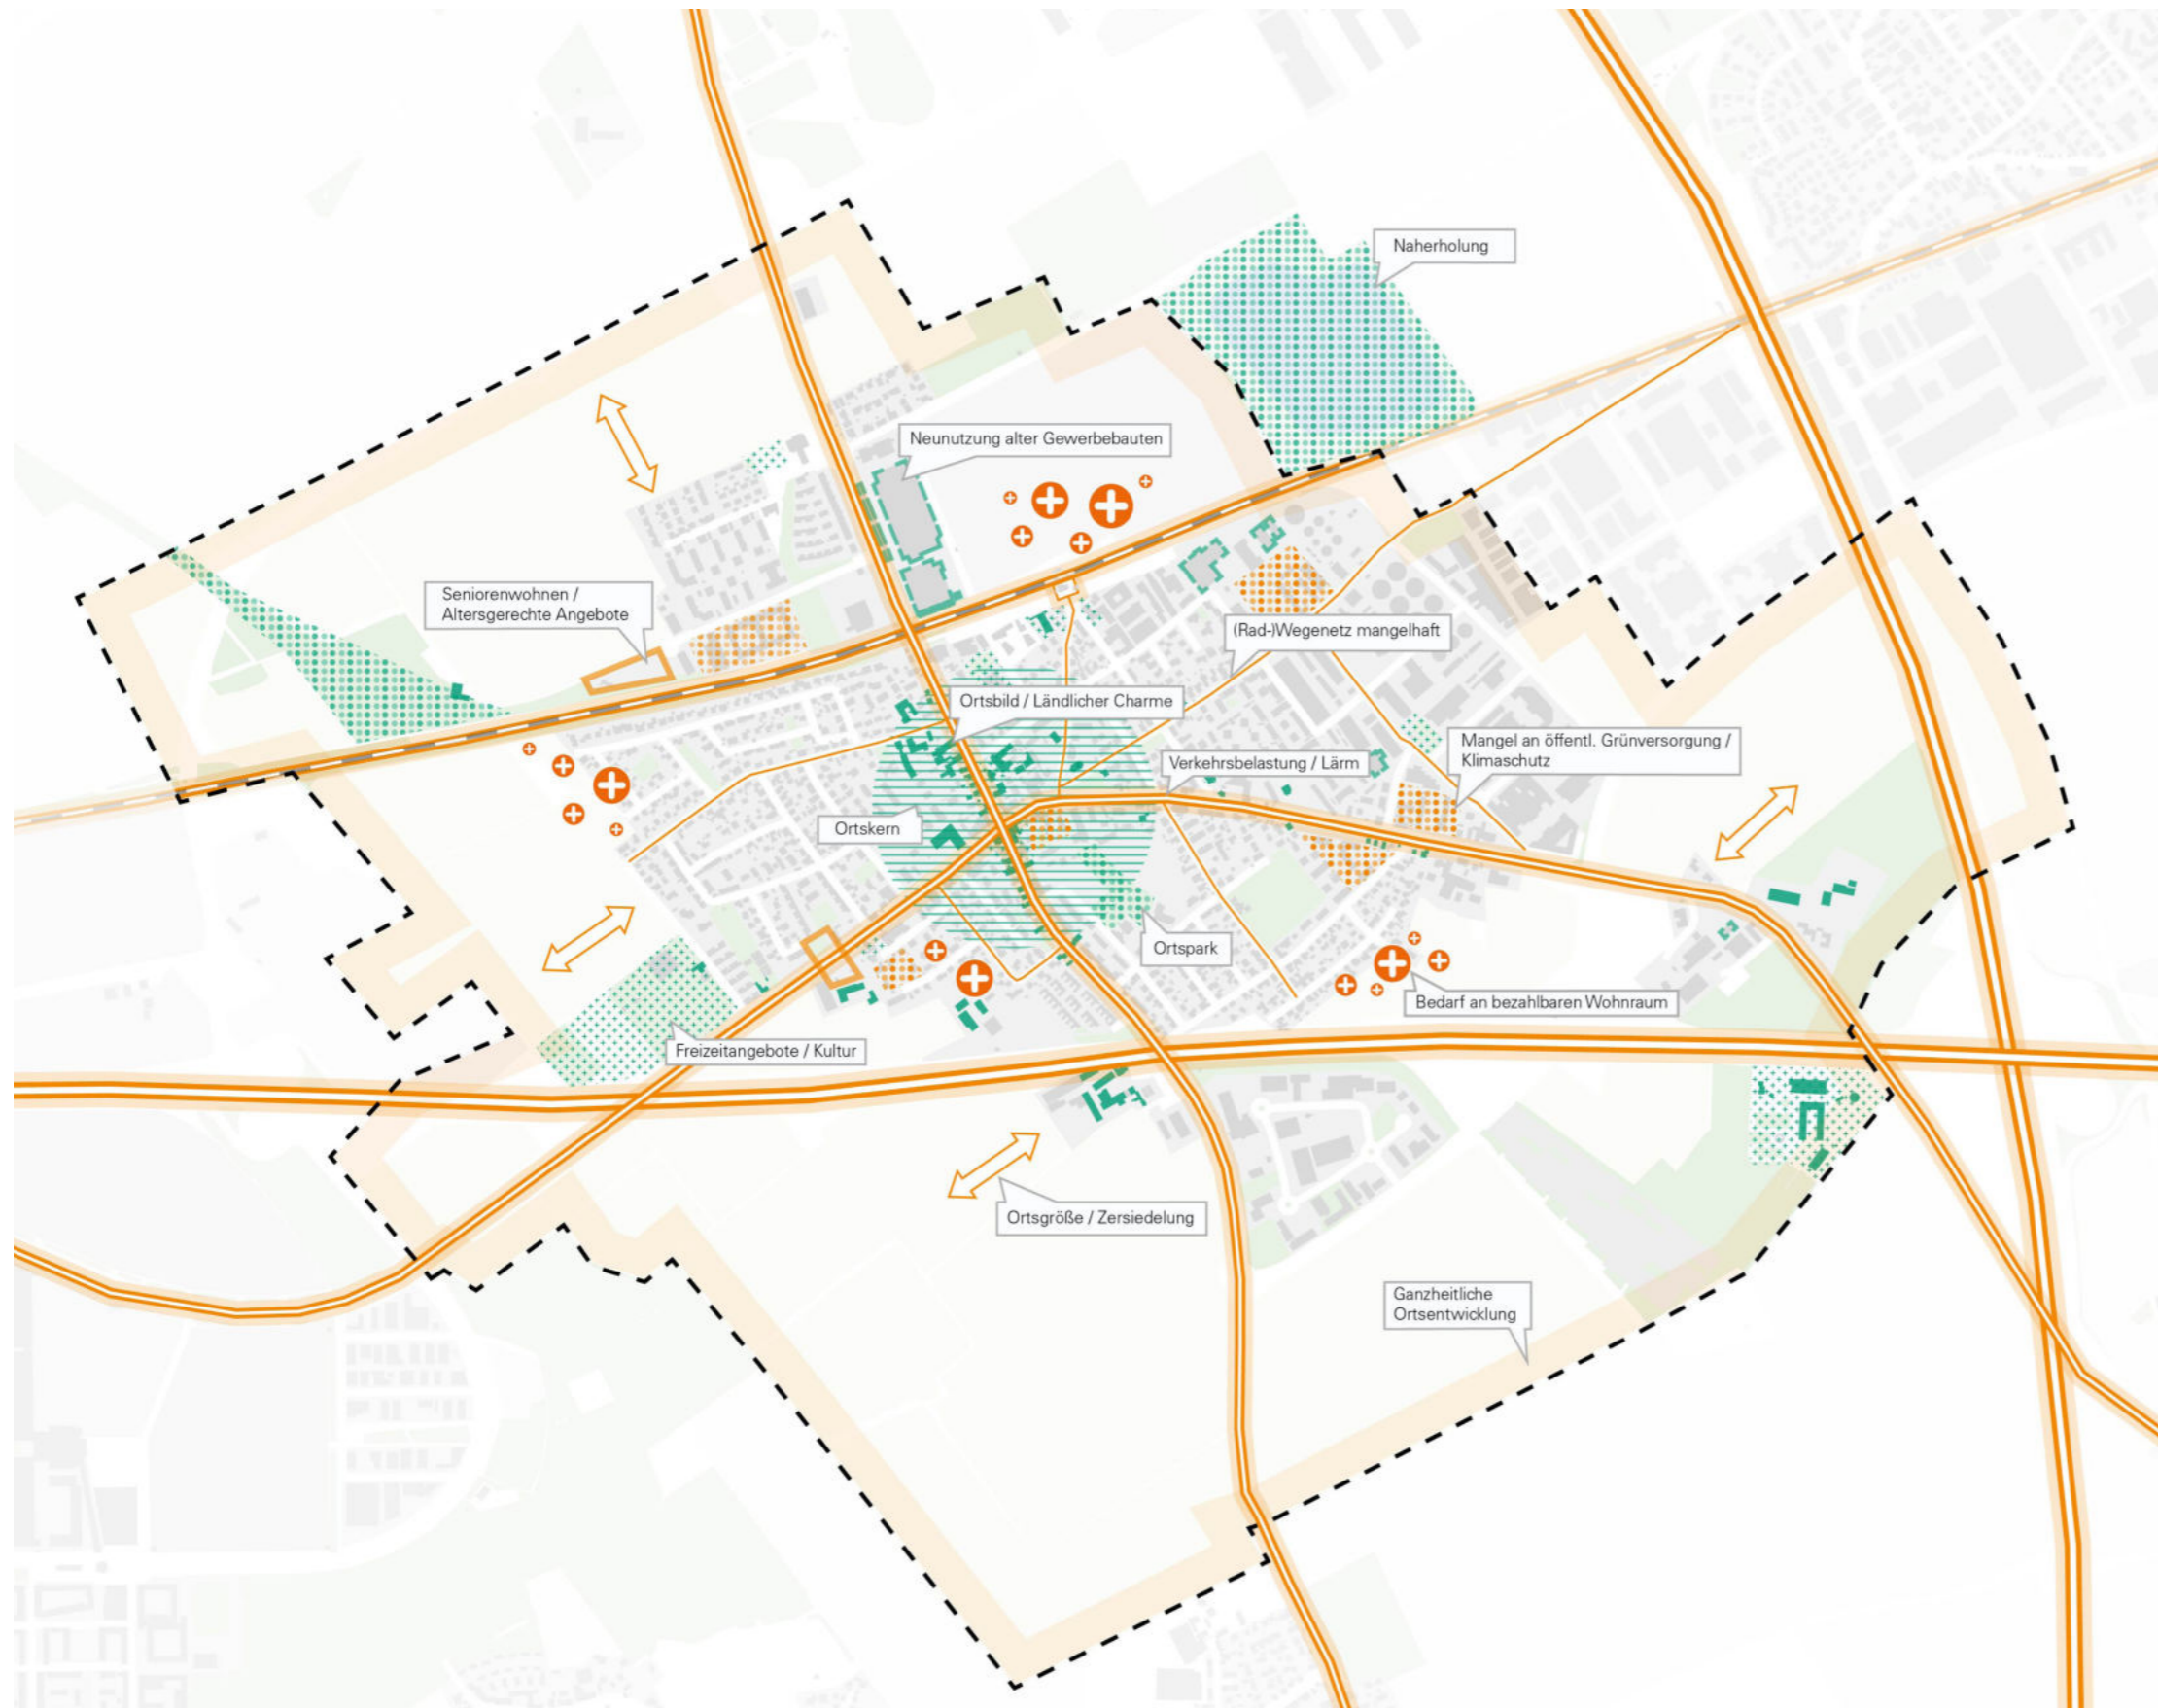 Naherholung
Neunutzung alter Gewerbebauten
Seniorenwohnen /
Altersgerechte Angebote
(Rad-)Wegenetz mangelhaft
Ortsbild / Ländlicher Charme
Mangel an öffentl. Grünversorgung /
Klimaschutz
Verkehrsbelastung / Lärm
Ortskern
Ortspark
Bedarf an bezahlbaren Wohnraum
Freizeitangebote / Kultur
Ortsgröße / Zersiedelung
Ganzheitliche
Ortsentwicklung